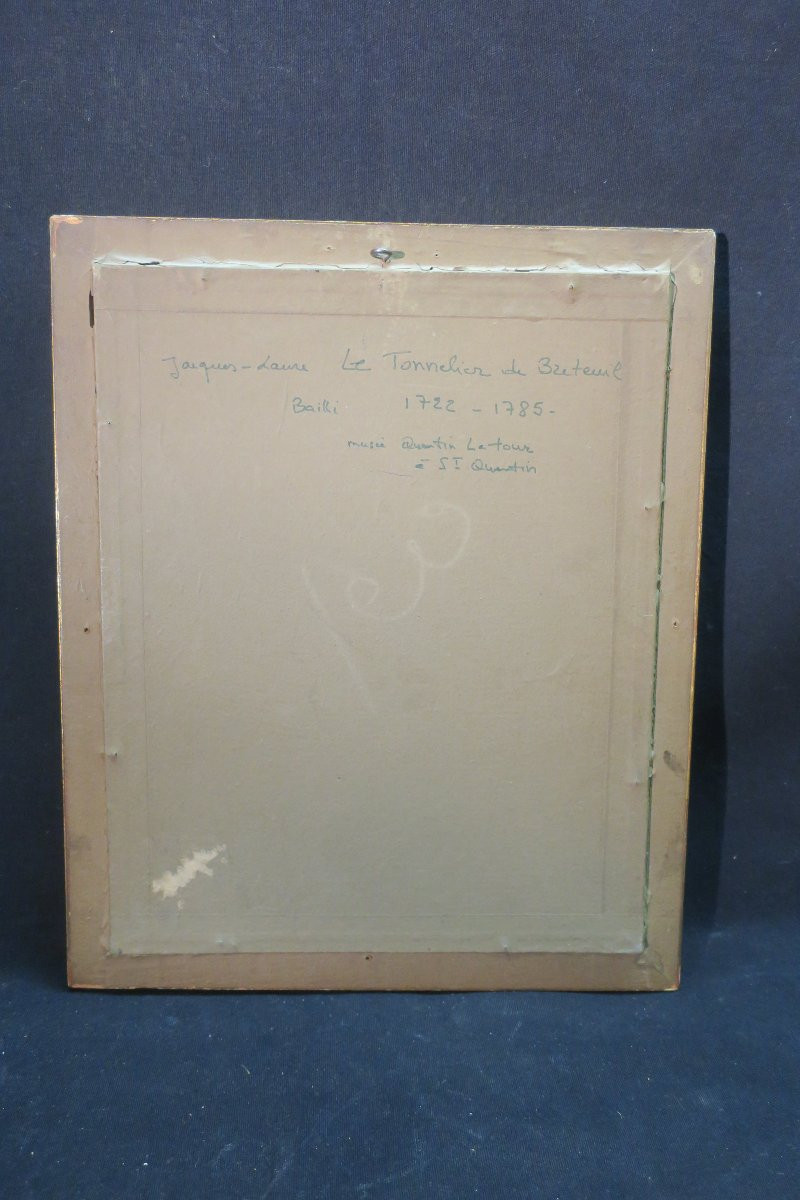 Jacques-Laure Le Tonnelier de Breteuil
Bailli 1722 - 1785-
musée Quentin Latour
à St Quentin